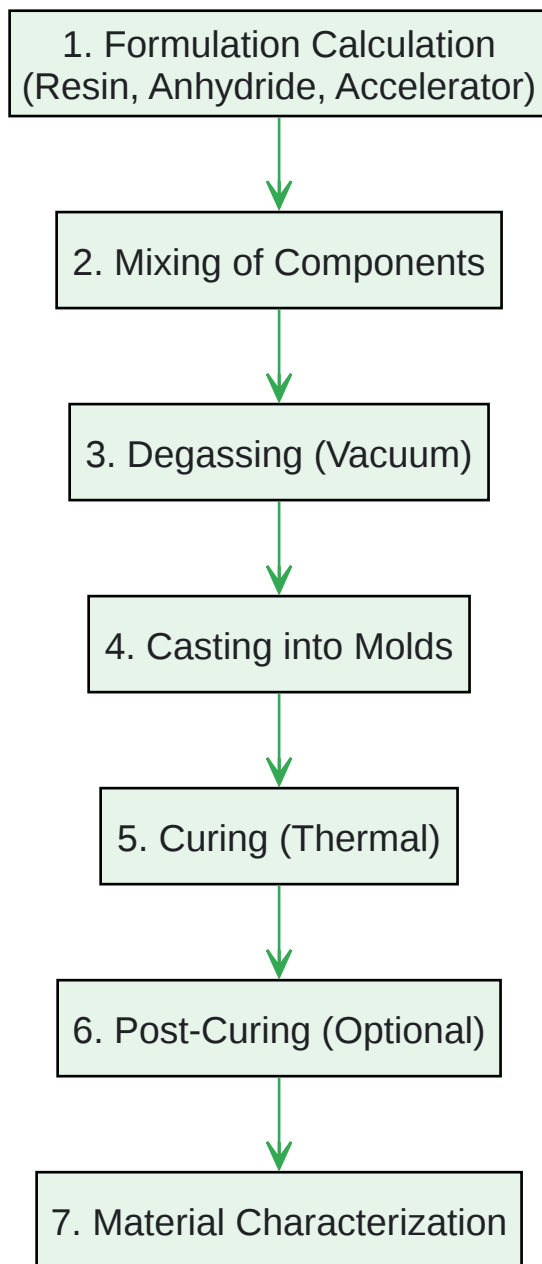 1. Formulation Calculation
(Resin, Anhydride, Accelerator)
2. Mixing of Components
3. Degassing (Vacuum)
4. Casting into Molds
5. Curing (Thermal)
6. Post-Curing (Optional)
7. Material Characterization